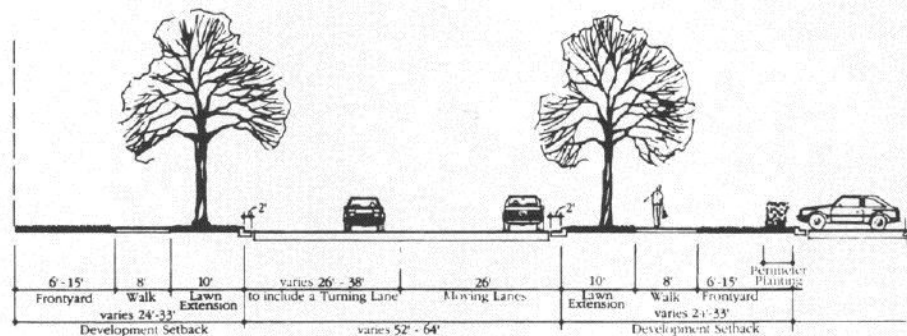 2'
2'
Perimeter
Planting
6'-15' 8' 10' varies 26' - 38' 26' 10' 8' 6'-15'
Frontyard Walk Lawn Extension to include a Turning Lane Moving Lanes Lawn Extension Walk Frontyard
varies 24'-33' varies 24'-33'
Development Setback varies 52' - 64' Development Setback